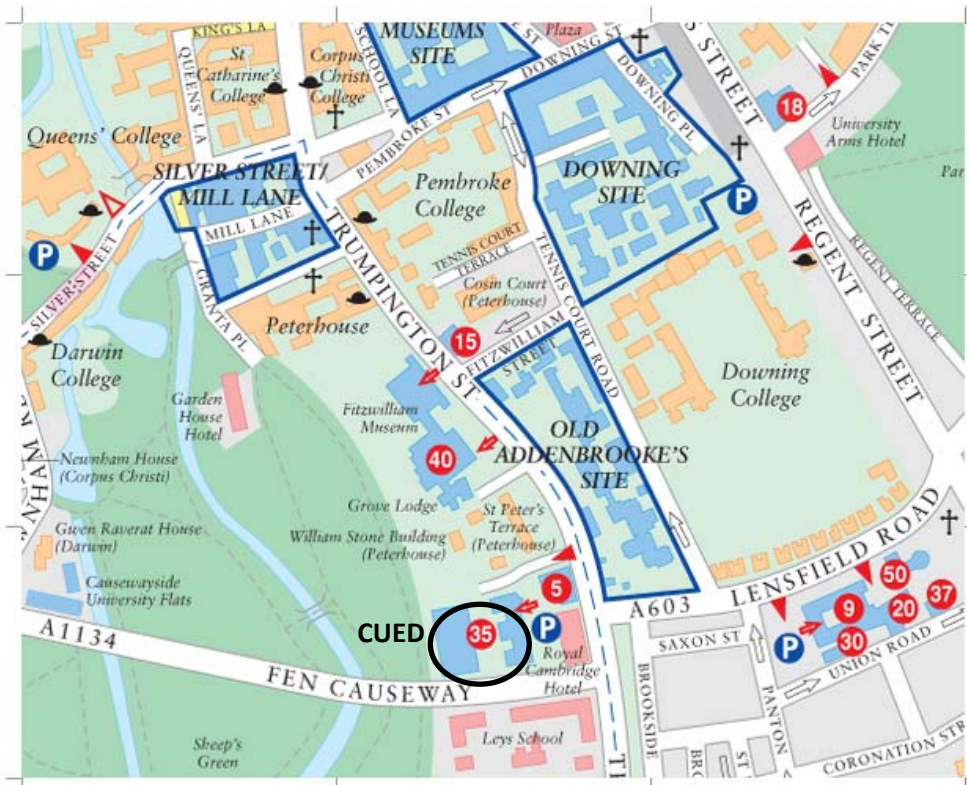 KING'S LA
MUSEUMS
SITE
Plaza
E ST
DOWNING ST
S STREET
PARK T
St
Catharine's
College
Corpus
Christi
College
QUEENS' LA
SCHOOL LA
PEMBROKE ST
DOWNING PL
18
University
Arms Hotel
Queens' College
SILVER STREET/
MILL LANE
MILL LANE
Pembroke
College
DOWNING
SITE
P
Par
P
SILVER STREET
GRANTA PL
TRUMPINGTON ST
TENNIS COURT
TERRACE
TENNIS COURT ROAD
REGENT STREET
REGENT TERRACE
Cosin Court
(Peterhouse)
Peterhouse
15
FITZWILLIAM
STREET
Darwin
College
Garden
House
Hotel
Fitzwilliam
Museum
Downing
College
OLD
ADDENBROOKE'S
SITE
40
Newnham House
(Corpus Christi)
Grove Lodge
St Peter's
Terrace
(Peterhouse)
William Stone Building
(Peterhouse)
Gwen Raverat House
(Darwin)
Causewayside
University Flats
LENSFIELD ROAD
A603
5
50
37
9
20
30
P
A1134
CUED
35
P
Royal
Cambridge
Hotel
SAXON ST
UNION ROAD
FEN CAUSEWAY
BROOKSIDE
PANTON
Leys School
Sheep's
Green
CORONATION STR